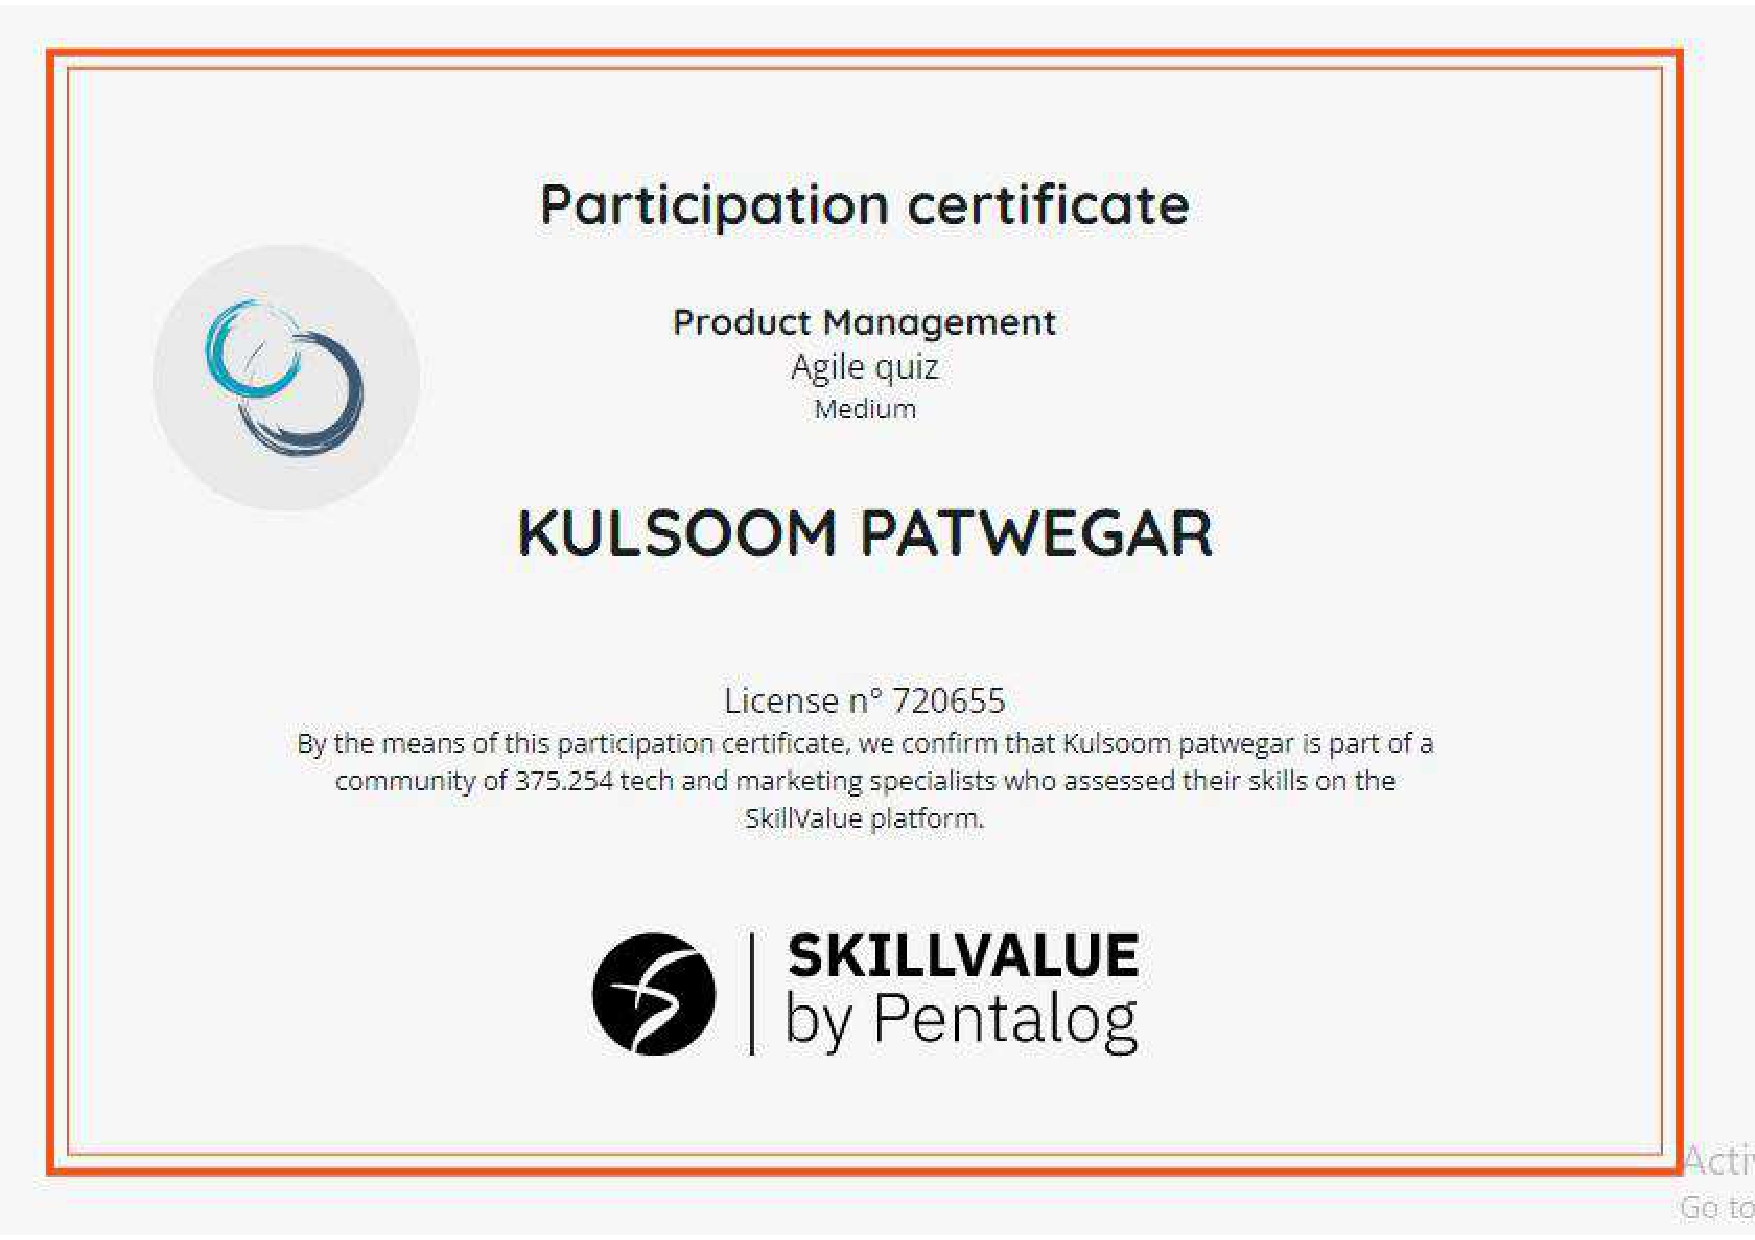 Participation certificate
Product Management
Agile quiz
Medium
KULSOOM PATWEGAR
License n° 720655
By the means of this participation certificate, we confirm that Kulsoom patwegar is part of a
community of 375.254 tech and marketing specialists who assessed their skills on the
SkillValue platform.
SKILLVALUE
by Pentalog
Go to